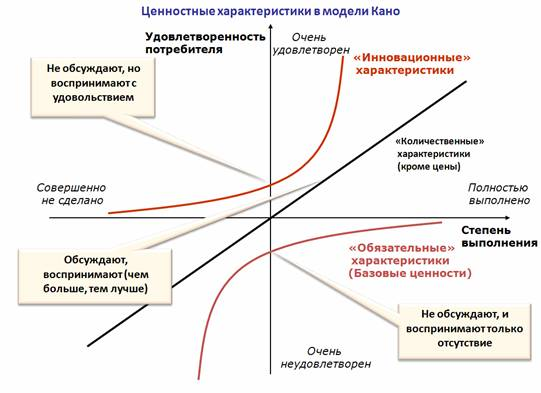 Ценностные характеристики в модели Кано
Удовлетворенность
потребителя
Очень
удовлетворен
Не обсуждают, но
воспринимают с
удовольствием
«Инновационные»
характеристики
«Количественные»
характеристики
(кроме цены)
Совершенно
не сделано
Полностью
выполнено
Степень
выполнения
Обсуждают,
воспринимают (чем
больше, тем лучше)
«Обязательные»
характеристики
(Базовые ценности)
Не обсуждают, и
воспринимают только
отсутствие
Очень
неудовлетворен